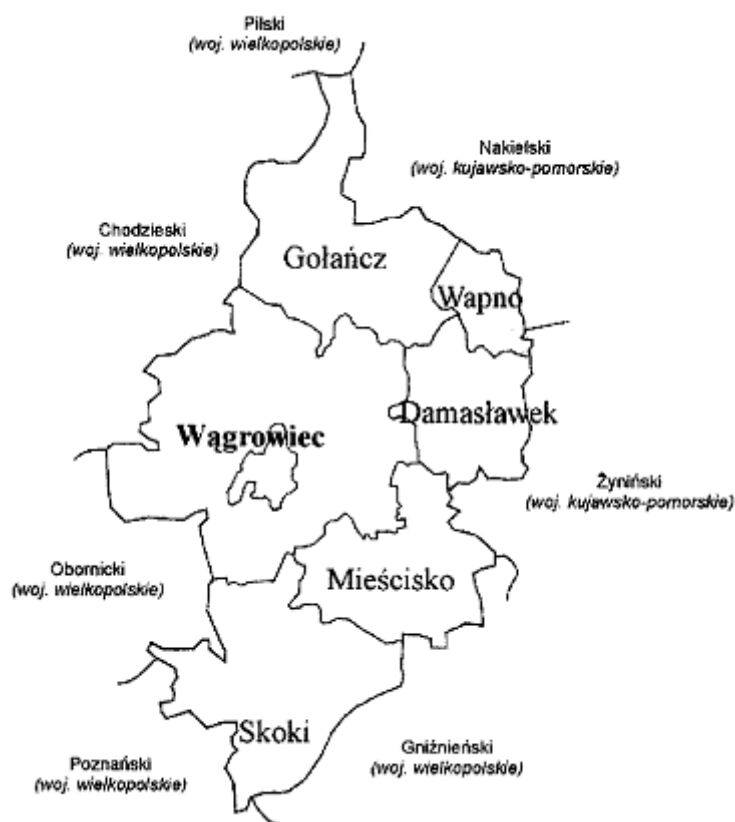 Pilski
(woj. wielkopolskie)
Nakielski
(woj. kujawsko-pomorskie)
Chodzieski
(woj. wielkopolskie)
Gołańcz
Wapno
Damasławek
Wągrowiec
Żyniński
(woj. kujawsko-pomorskie)
Obornicki
(woj. wielkopolskie)
Mieścisko
Skoki
Poznański
(woj. wielkopolskie)
Gniźnieński
(woj. wielkopolskie)